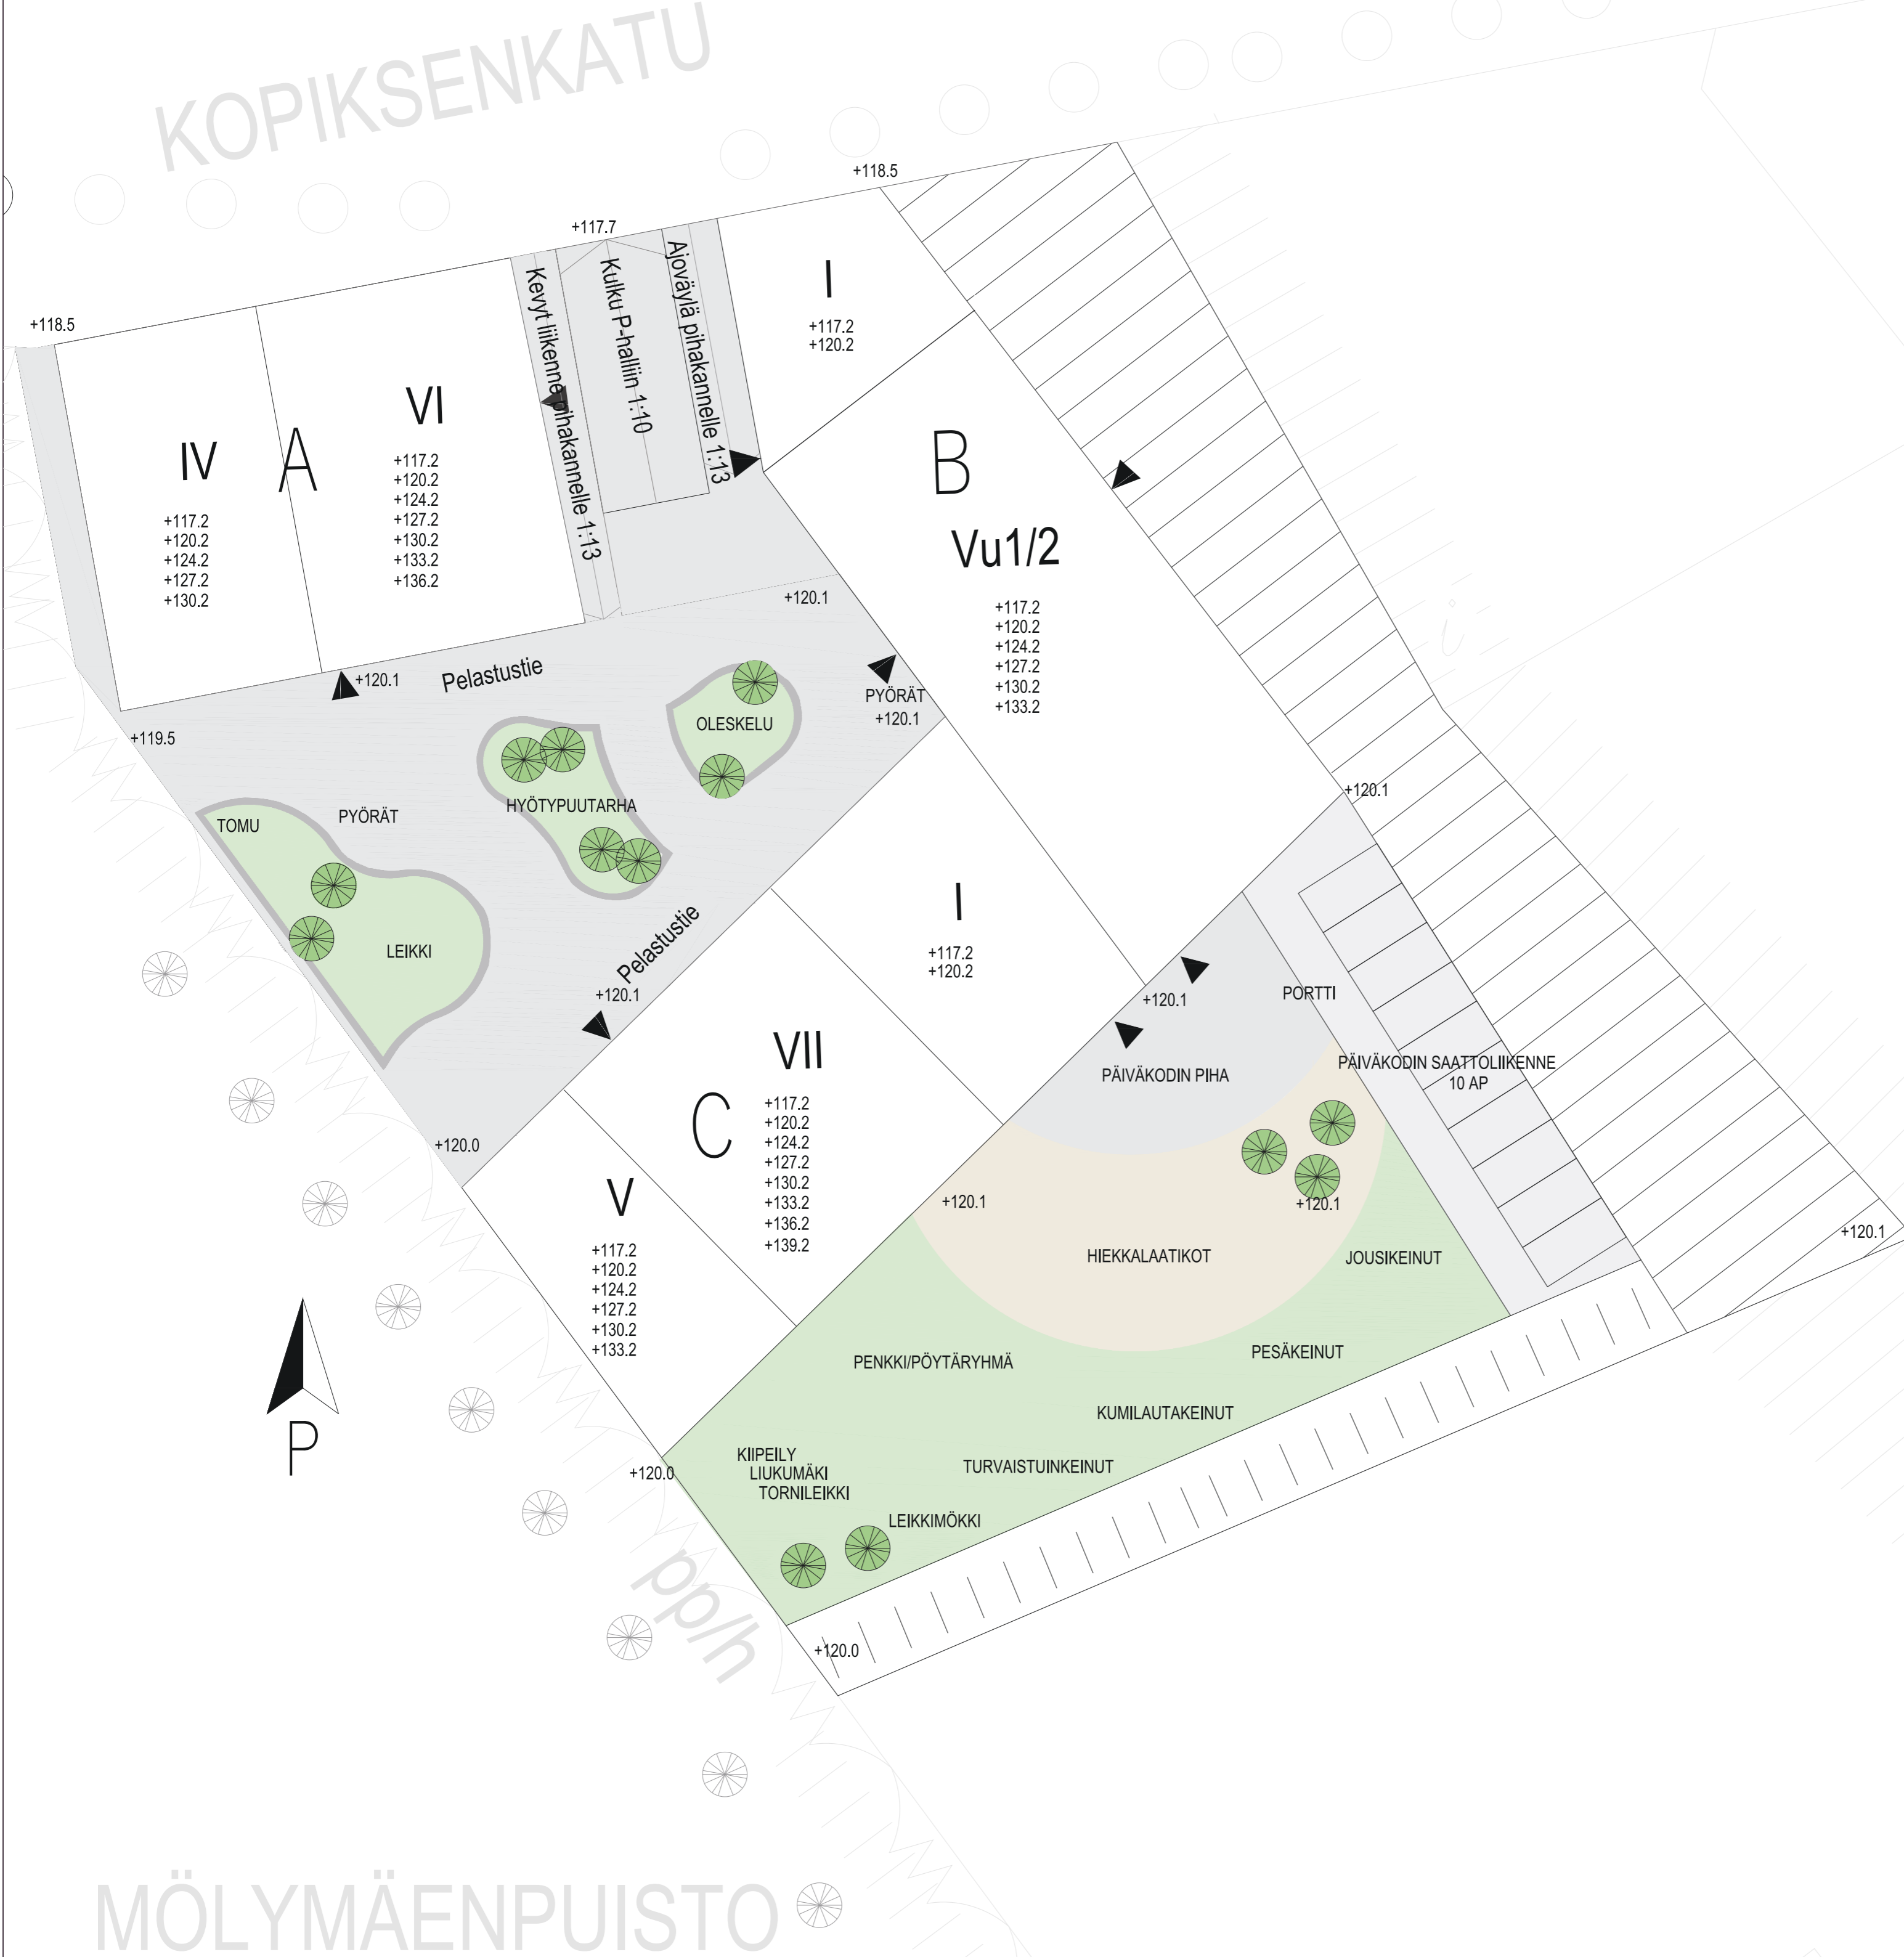 KOPIKSENKATU
+118.5
+117.7
+118.5
Kevyt liikenne pihakannelle 1:13
Kulku P-halliin 1:10
Ajoväylä pihakannelle 1:13
I
+117.2
+120.2
IV
+117.2
+120.2
+124.2
+127.2
+130.2
A
VI
+117.2
+120.2
+124.2
+127.2
+130.2
+133.2
+136.2
B
Vu1/2
+117.2
+120.2
+124.2
+127.2
+130.2
+133.2
+120.1
+120.1
Pelastustie
PYÖRÄT
+120.1
+119.5
OLESKELU
HYÖTYPUUTARHA
PYÖRÄT
TOMU
LEIKKI
Pelastustie
+120.1
+120.1
I
+117.2
+120.2
+120.1
PORTTI
PÄIVÄKODIN PIHA
PÄIVÄKODIN SAATTOLIIKENNE
10 AP
VII
C
+117.2
+120.2
+124.2
+127.2
+130.2
+133.2
+136.2
+139.2
+120.0
V
+117.2
+120.2
+124.2
+127.2
+130.2
+133.2
+120.1
+120.1
+120.1
HIEKKALAATIKOT
JOUSIKEINUT
PENKKI/PÖYTÄRYHMÄ
PESÄKEINUT
KUMILAUTAKEINUT
TURVAISTUINKEINUT
KIIPEILY
LIUKUMÄKI
TORNILEIKKI
LEIKKIMÖKKI
+120.0
+120.0
P
pp/h
MÖLYMÄENPUISTO